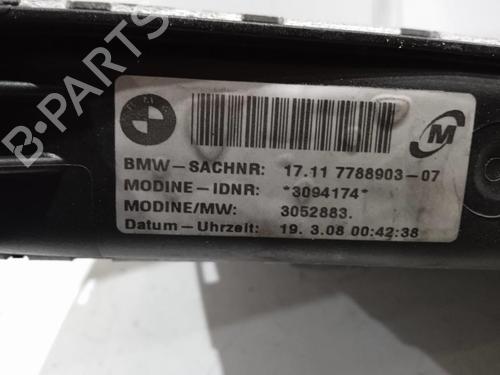 B-PARTS
BMW
M
BMW-SACHNR: 17.11 7788903-07
MODINE-IDNR: *3094174*
MODINE/MW: 3052883.
Datum-Uhrzeit: 19. 3.08 00:42:38